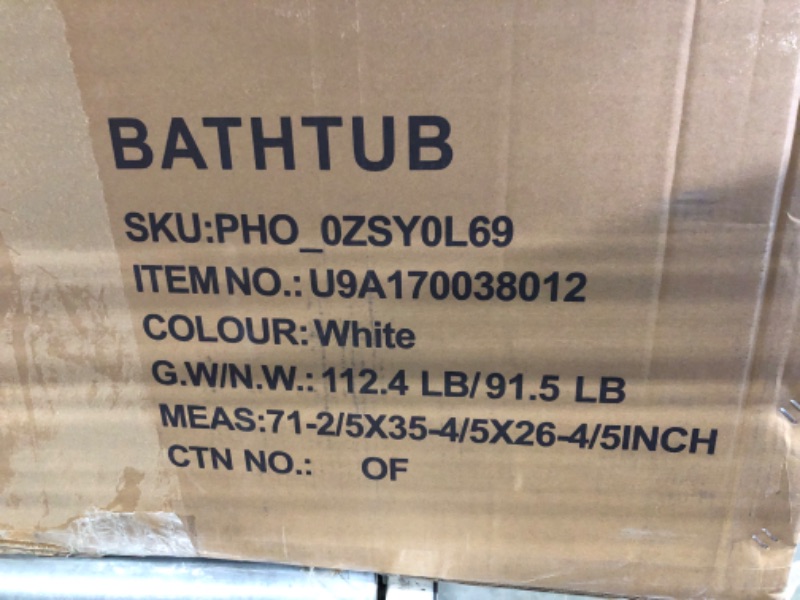 BATHTUB
SKU:PHO_0ZSY0L69
ITEM NO.: U9A170038012
COLOUR: White
G.W/N.W.: 112.4 LB/ 91.5 LB
MEAS:71-2/5X35-4/5X26-4/5INCH
CTN NO.: OF